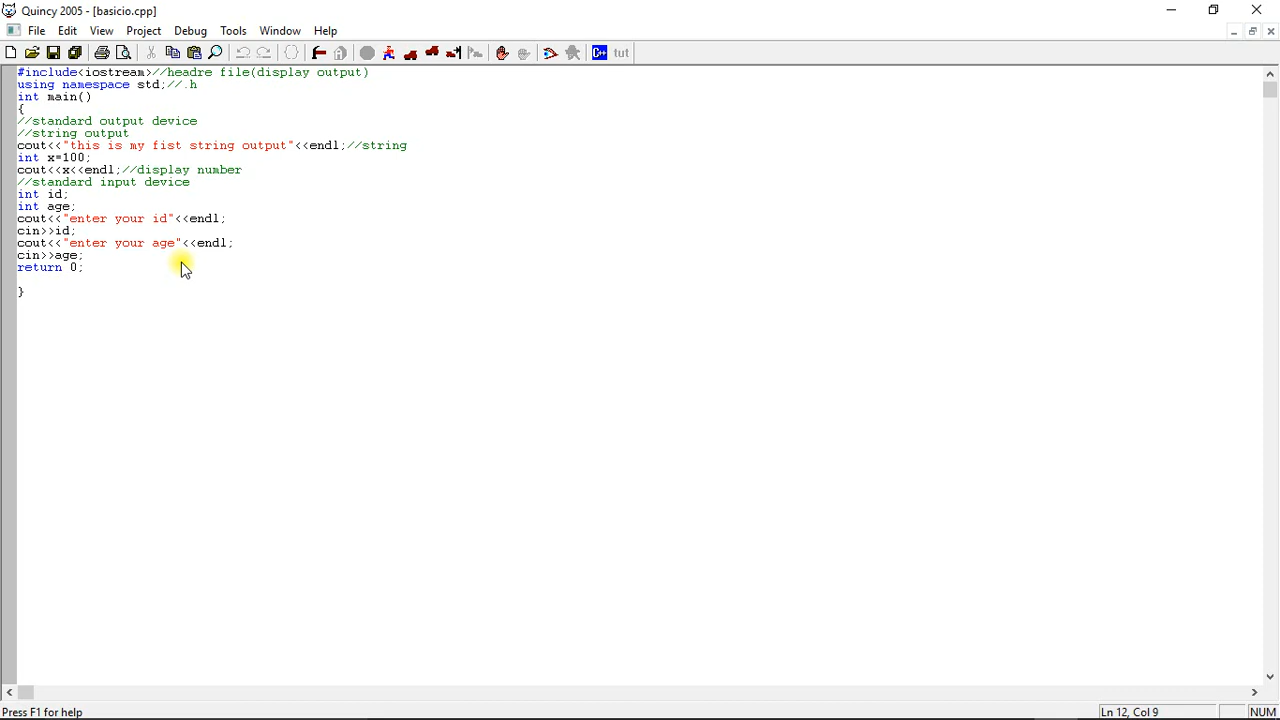 Quincy 2005 - [basicio.cpp]
File Edit View Project Debug Tools Window Help
C++ tut
#include<iostream>//headre file(display output)
using namespace std;//.h
int main()
{
//standard output device
//string output
cout<<"this is my fist string output"<<endl;//string
int x=100;
cout<<x<<endl;//display number
//standard input device
int id;
int age;
cout<<"enter your id"<<endl;
cin>>id;
cout<<"enter your age"<<endl;
cin>>age;
return 0;
}
Press F1 for help Ln 12, Col 9 NUM